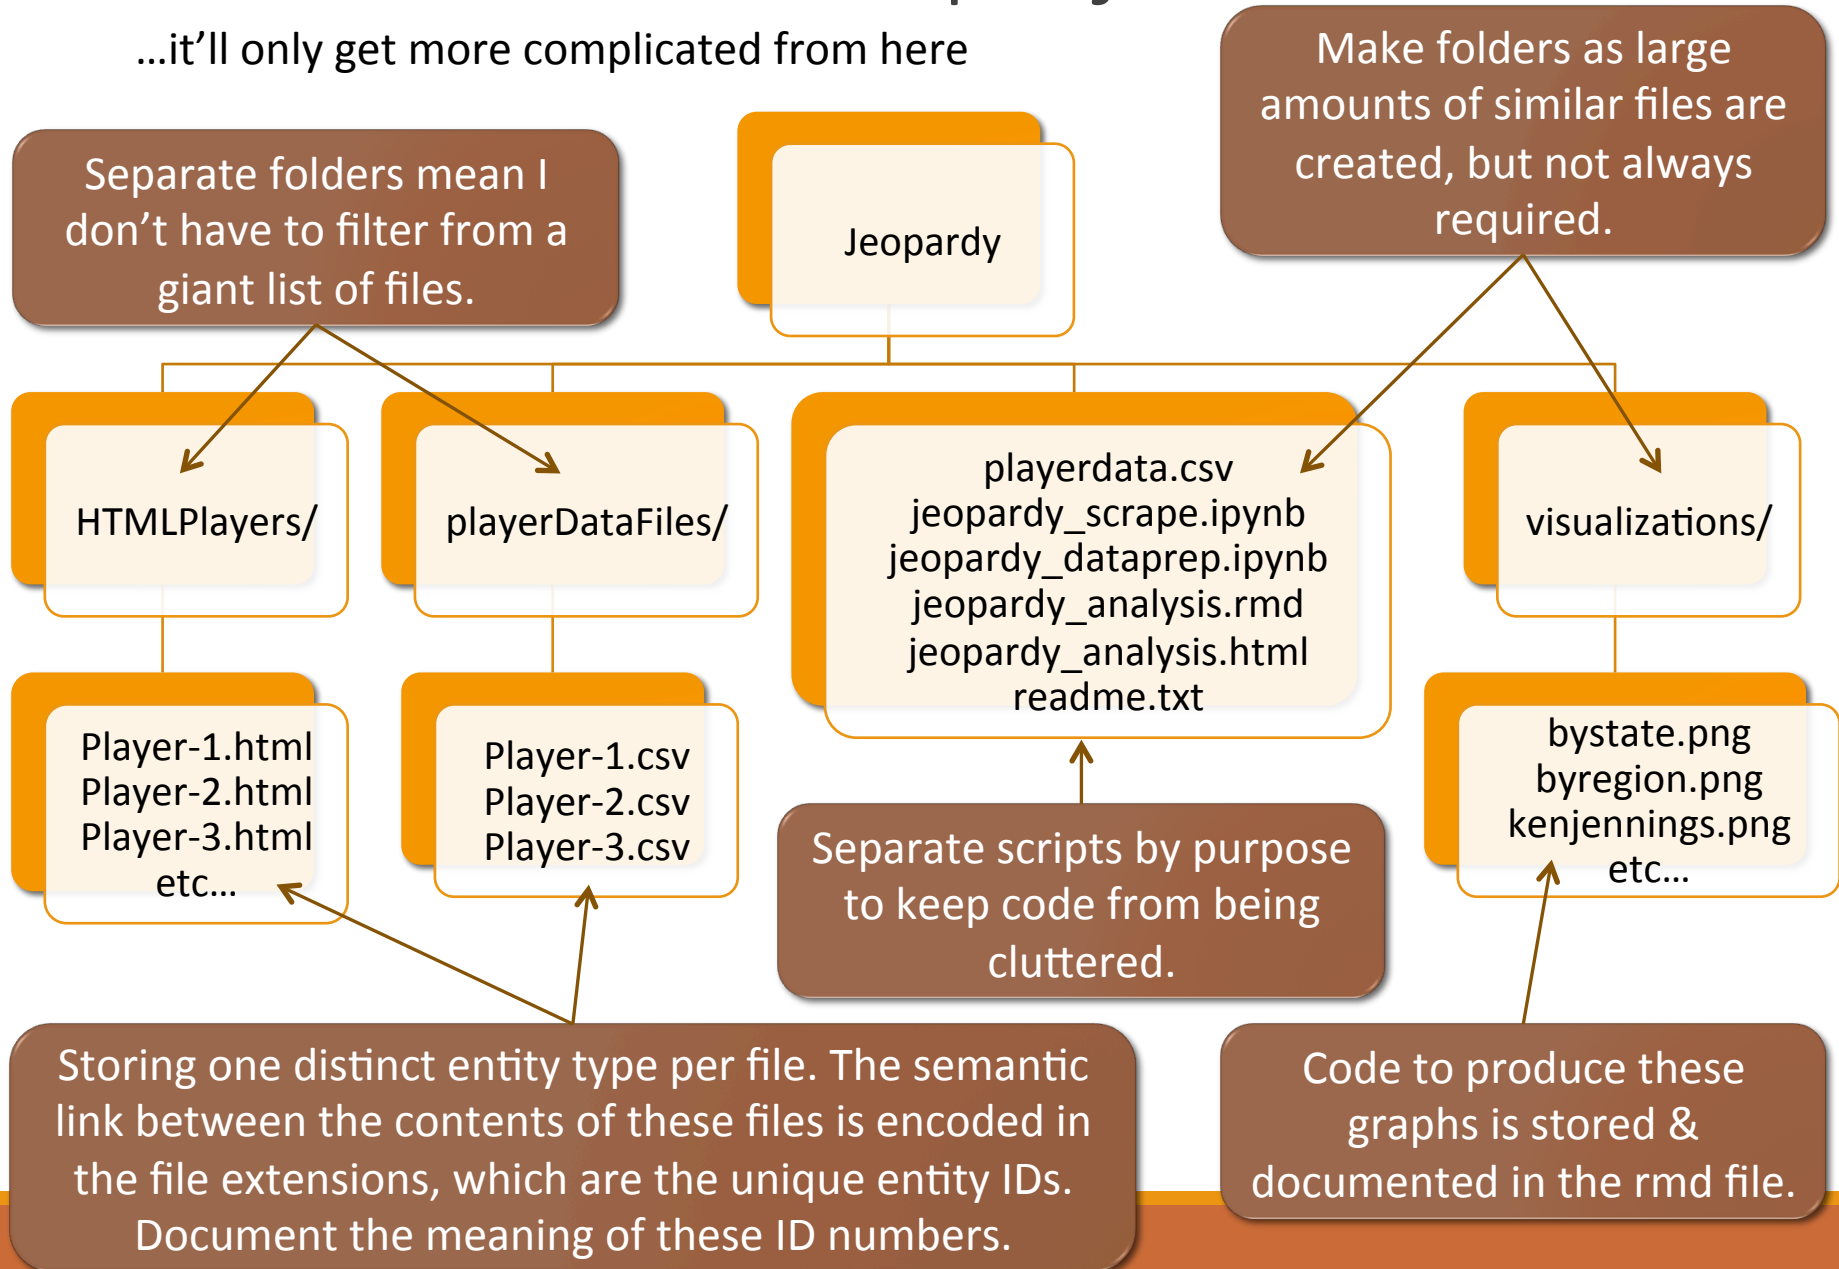 …it'll only get more complicated from here
Make folders as large
amounts of similar files are
created, but not always
required.
Separate folders mean I
don't have to filter from a
giant list of files.
Jeopardy
HTMLPlayers/
playerDataFiles/
playerdata.csv
jeopardy_scrape.ipynb
jeopardy_dataprep.ipynb
jeopardy_analysis.rmd
jeopardy_analysis.html
readme.txt
visualizations/
Player-1.html
Player-2.html
Player-3.html
etc…
Player-1.csv
Player-2.csv
Player-3.csv
bystate.png
byregion.png
kenjennings.png
etc…
Separate scripts by purpose
to keep code from being
cluttered.
Storing one distinct entity type per file. The semantic
link between the contents of these files is encoded in
the file extensions, which are the unique entity IDs.
Document the meaning of these ID numbers.
Code to produce these
graphs is stored &
documented in the rmd file.